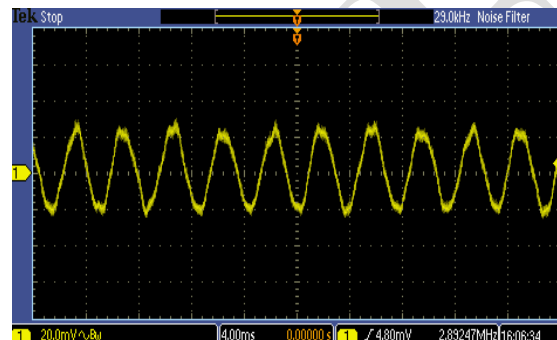 Tek Stop 29.0kHz Noise Filter
1
1 20.0mV∿Bw 4.00ms 0.00000 s 1 ∫ 4.80mV 2.89247MHz 16:06:34